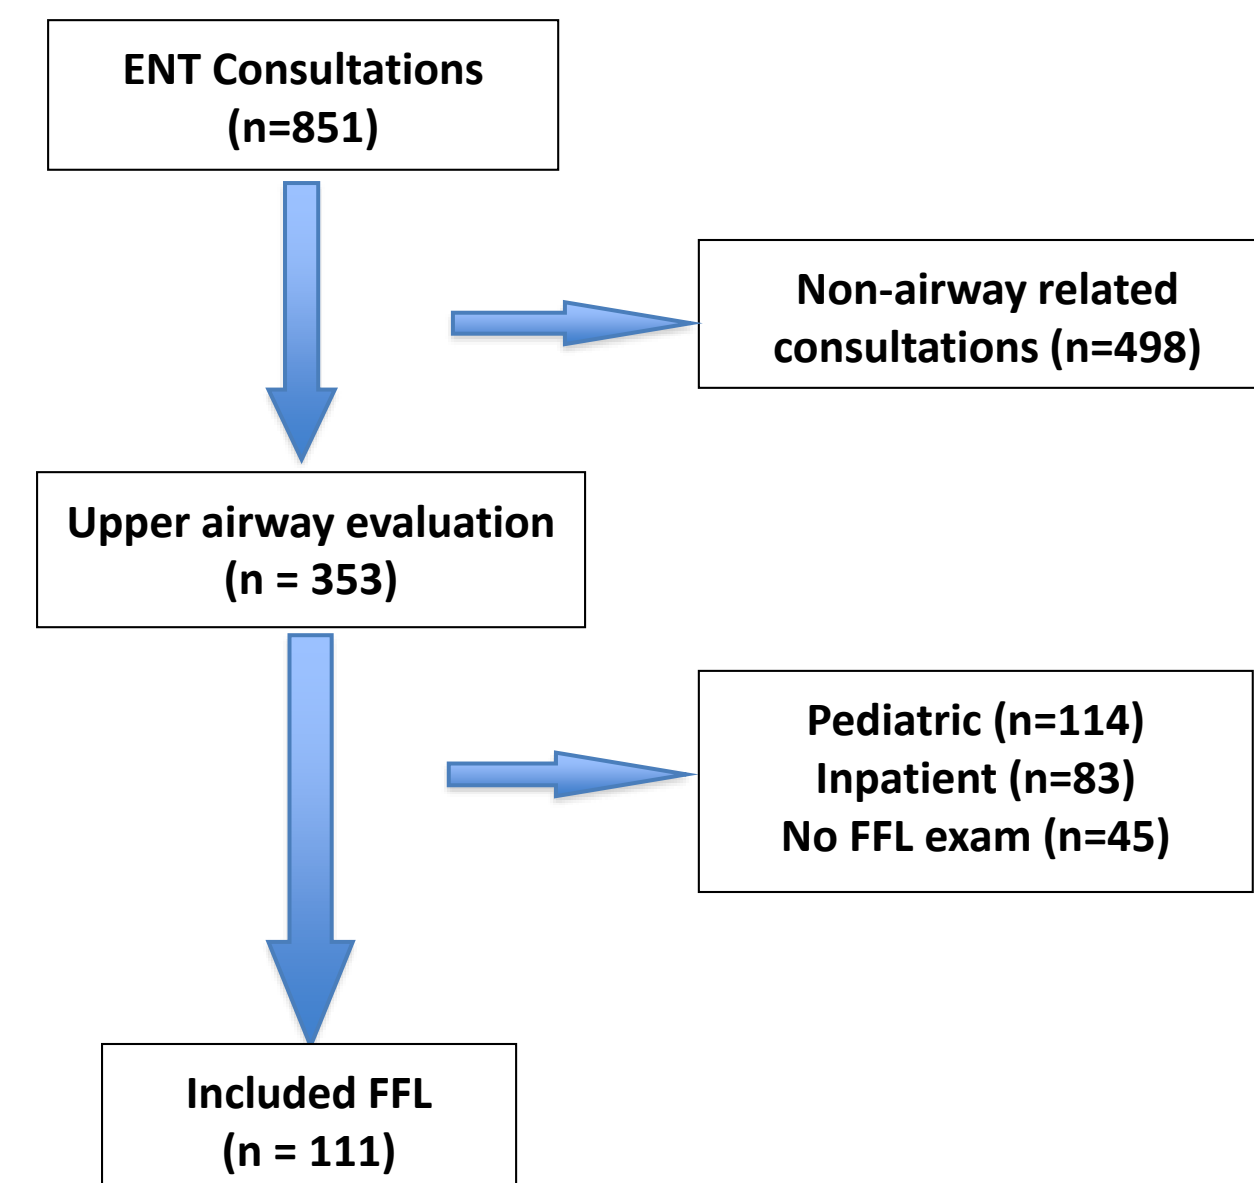 ENT Consultations
(n=851)
Non-airway related
consultations (n=498)
Upper airway evaluation
(n = 353)
Pediatric (n=114)
Inpatient (n=83)
No FFL exam (n=45)
Included FFL
(n = 111)